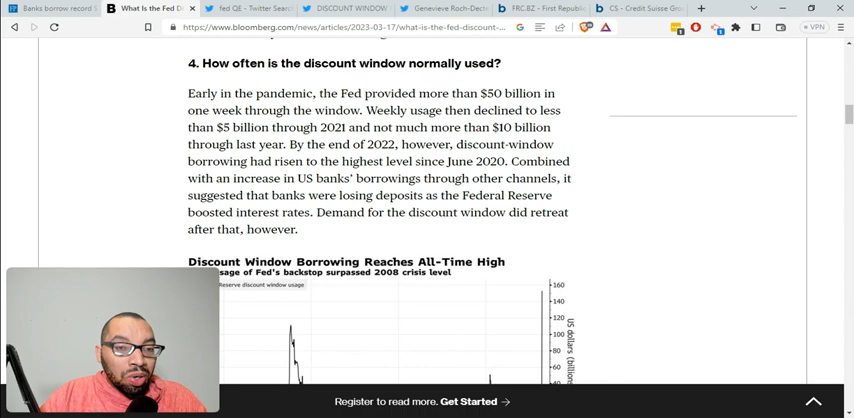 Banks borrow record $
What Is the Fed Di
fed QE - Twitter Searc
DISCOUNT WINDOW
Genevieve Roch-Decte
FRC.BZ - First Republic
CS - Credit Suisse Grou
https://www.bloomberg.com/news/articles/2023-03-17/what-is-the-fed-discount-
VPN
4. How often is the discount window normally used?
Early in the pandemic, the Fed provided more than $50 billion in
one week through the window. Weekly usage then declined to less
than $5 billion through 2021 and not much more than $10 billion
through last year. By the end of 2022, however, discount-window
borrowing had risen to the highest level since June 2020. Combined
with an increase in US banks' borrowings through other channels, it
suggested that banks were losing deposits as the Federal Reserve
boosted interest rates. Demand for the discount window did retreat
after that, however.
Discount Window Borrowing Reaches All-Time High
sage of Fed's backstop surpassed 2008 crisis level
Reserve discount window usage
160
140
120
100
80
60
40
US dollars (billions
Register to read more. Get Started →